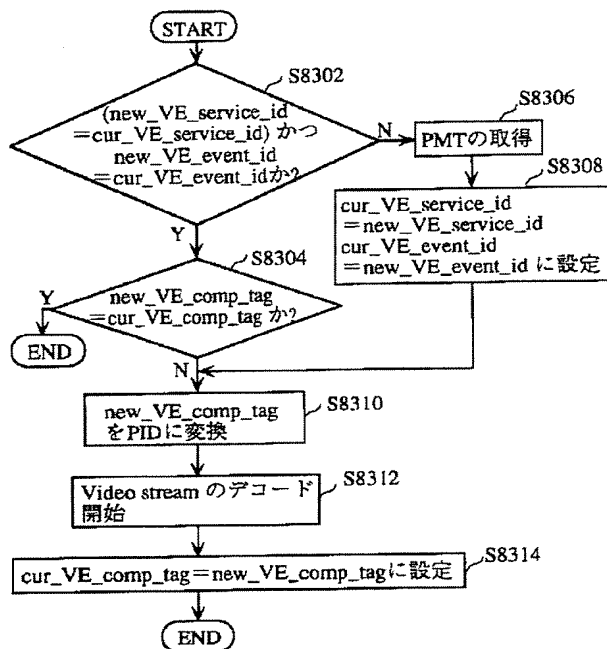 START
S8302
(new_VE_service_id
=cur_VE_service_id) かつ
new_VE_event_id
=cur_VE_event_idか?
N
S8306
PMTの取得
S8308
cur_VE_service_id
=new_VE_service_id
cur_VE_event_id
=new_VE_event_id に設定
Y
S8304
new_VE_comp_tag
=cur_VE_comp_tag か?
Y
END
N
S8310
new_VE_comp_tag
をPIDに変換
S8312
Video stream のデコード
開始
S8314
cur_VE_comp_tag=new_VE_comp_tagに設定
END